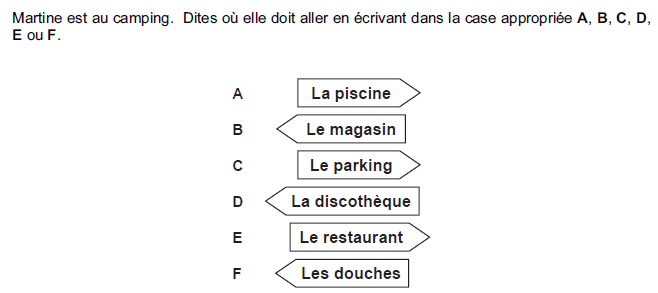 Martine est au camping. Dites où elle doit aller en écrivant dans la case appropriée A, B, C, D,
E ou F.
A La piscine
B Le magasin
C Le parking
D La discothèque
E Le restaurant
F Les douches